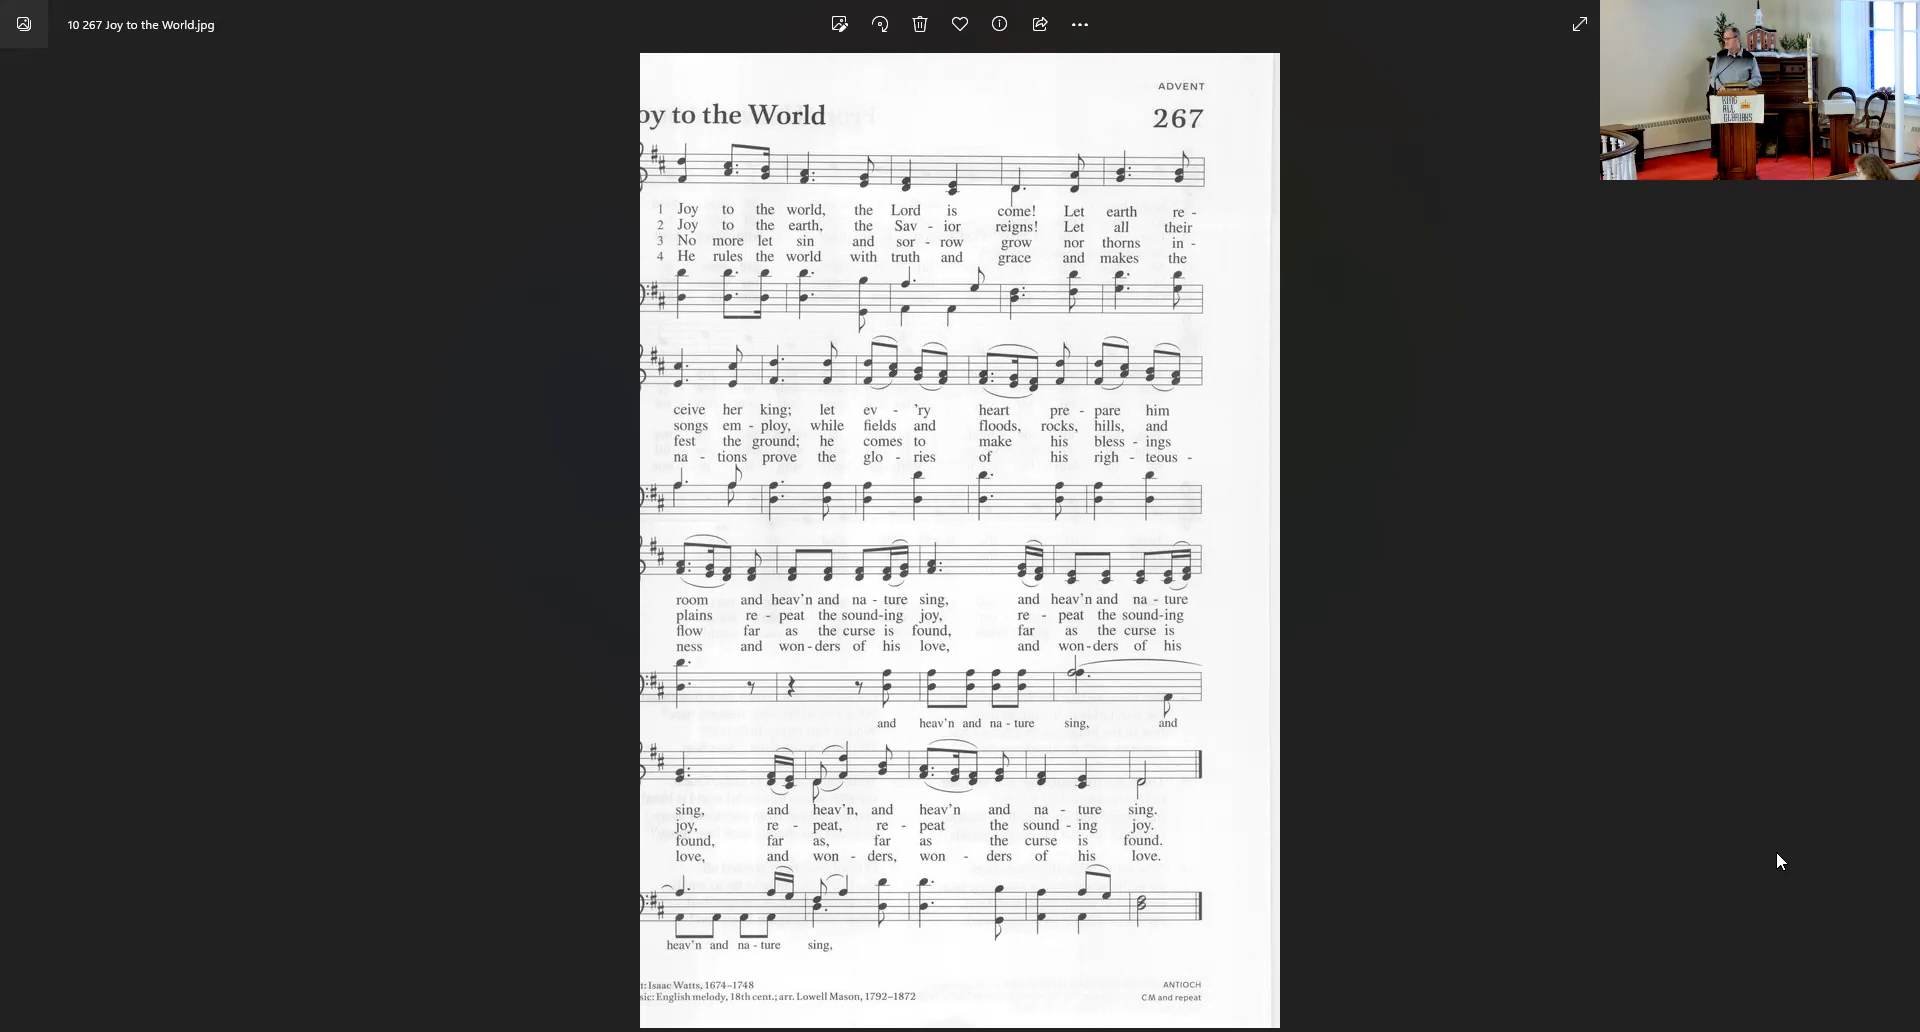 10 267 Joy to the World.jpg
ADVENT
oy to the World
267
1 Joy to the world, the Lord is come! Let earth re -
2 Joy to the earth, the Sav - ior reigns! Let all their
3 No more let sin and sor - row grow nor thorns in -
4 He rules the world with truth and grace and makes the
ceive her king; let ev - 'ry heart pre - pare him
songs em - ploy, while fields and floods, rocks, hills, and
fest the ground; he comes to make his bless - ings
na - tions prove the glo - ries of his righ - teous -
room and heav'n and na - ture sing, and heav'n and na - ture
plains re - peat the sound-ing joy, re - peat the sound-ing
flow far as the curse is found, far as the curse is
ness and won - ders of his love, and won - ders of his
and heav'n and na - ture sing, and
sing, and heav'n, and heav'n and na - ture sing.
joy, re - peat, re - peat the sound - ing joy.
found, far as, far as the curse is found.
love, and won - ders, won - ders of his love.
heav'n and na - ture sing,
t: Isaac Watts, 1674–1748
sic: English melody, 18th cent.; arr. Lowell Mason, 1792–1872
ANTIOCH
CM and repeat
KING
ALL
GLORIOUS